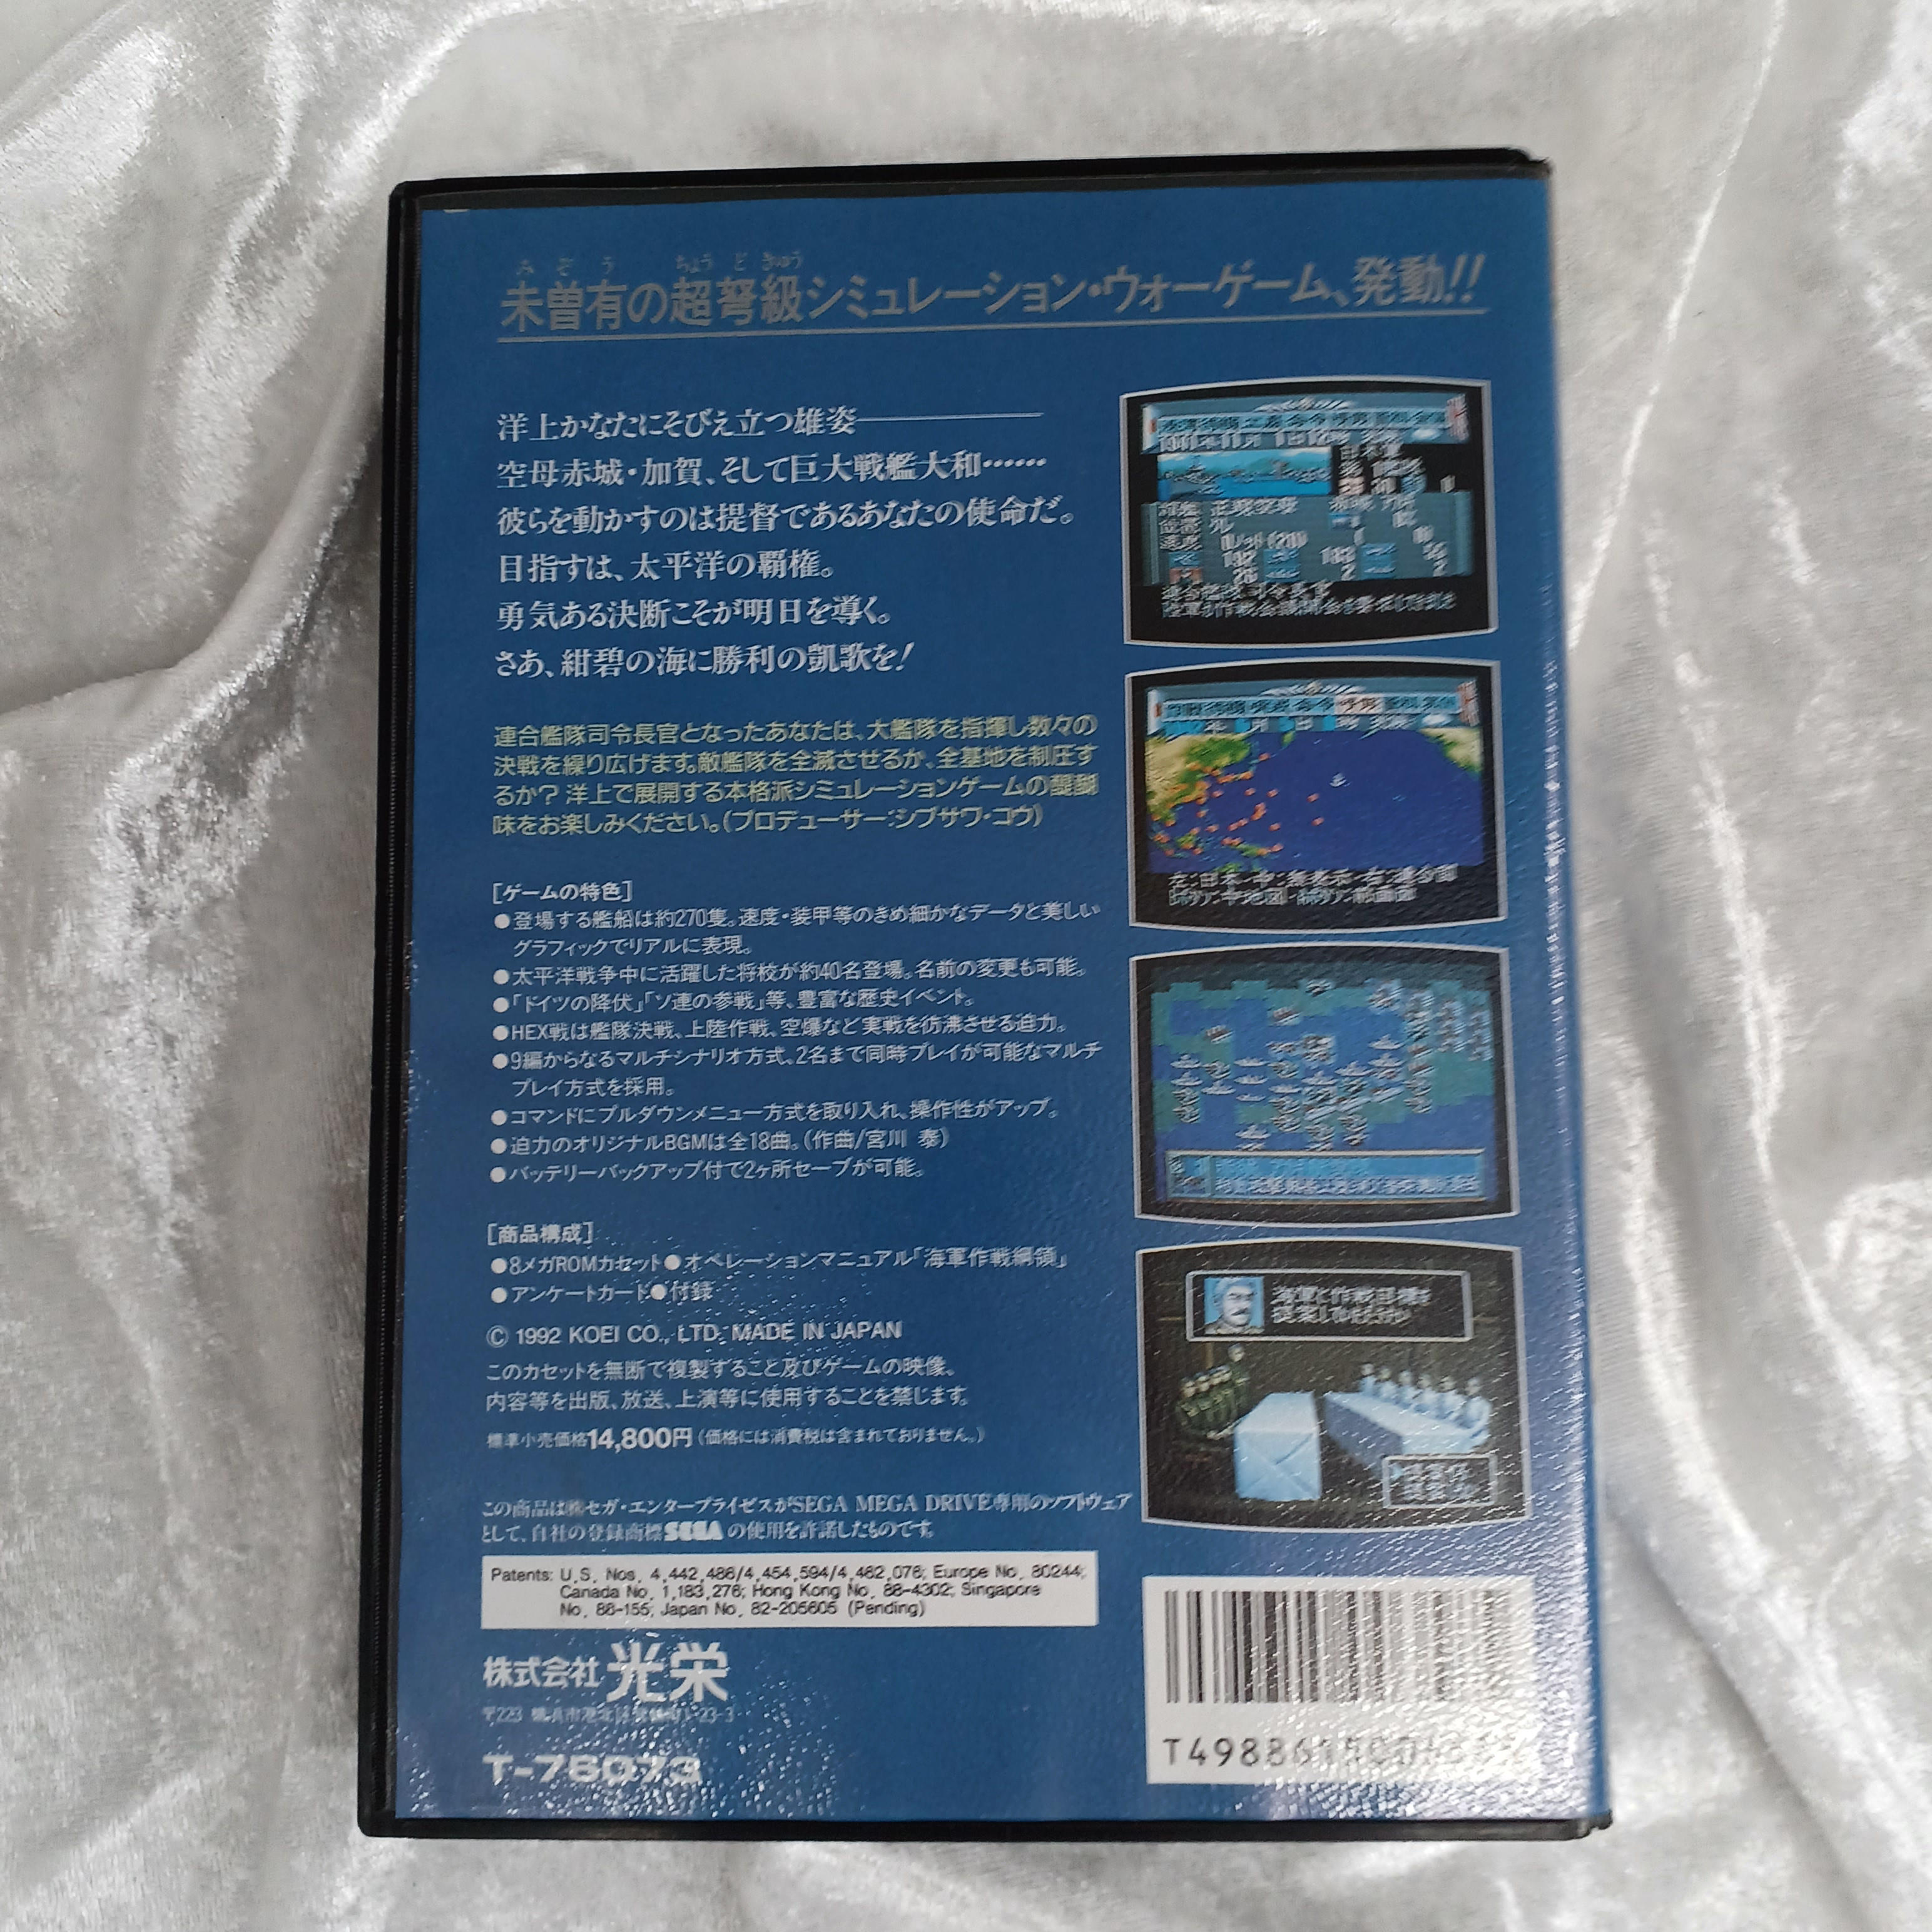 みぞう ちょうどきゅう
未曽有の超弩級シミュレーション・ウォーゲーム、発動!!
洋上かなたにそびえ立つ雄姿――――
空母赤城・加賀、そして巨大戦艦大和……
彼らを動かすのは提督であるあなたの使命だ。
目指すは、太平洋の覇権。
勇気ある決断こそが明日を導く。
さあ、紺碧の海に勝利の凱歌を!
連合艦隊司令長官となったあなたは、大艦隊を指揮し数々の
決戦を繰り広げます。敵艦隊を全滅させるか、全基地を制圧す
るか? 洋上で展開する本格派シミュレーションゲームの醍醐
味をお楽しみください。(プロデューサー:シブサワ・コウ)
[ゲームの特色]
●登場する艦船は約270隻。速度・装甲等のきめ細かなデータと美しい
グラフィックでリアルに表現。
●太平洋戦争中に活躍した将校が約40名登場。名前の変更も可能。
●「ドイツの降伏」「ソ連の参戦」等、豊富な歴史イベント。
●HEX戦は艦隊決戦、上陸作戦、空爆など実戦を彷沸させる迫力。
●9編からなるマルチシナリオ方式、2名まで同時プレイが可能なマルチ
プレイ方式を採用。
●コマンドにプルダウンメニュー方式を取り入れ、操作性がアップ。
●迫力のオリジナルBGMは全18曲。(作曲/宮川 泰)
●バッテリーバックアップ付で2ヶ所セーブが可能。
[商品構成]
●8メガROMカセット●オペレーションマニュアル「海軍作戦綱領」
●アンケートカード●付録
© 1992 KOEI CO., LTD. MADE IN JAPAN
このカセットを無断で複製すること及びゲームの映像、
内容等を出版、放送、上演等に使用することを禁じます。
標準小売価格14,800円(価格には消費税は含まれておりません。)
この商品は㈱セガ・エンタープライゼスがSEGA MEGA DRIVE専用のソフトウェア
として、自社の登録商標SEGAの使用を許諾したものです。
Patents: U.S. Nos. 4,442,486/4,454,594/4,462,076; Europe No. 80244;
Canada No. 1,183,276; Hong Kong No. 88-4302; Singapore
No. 88-155; Japan No. 82-205605 (Pending)
株式会社 光栄
〒223
T-76073